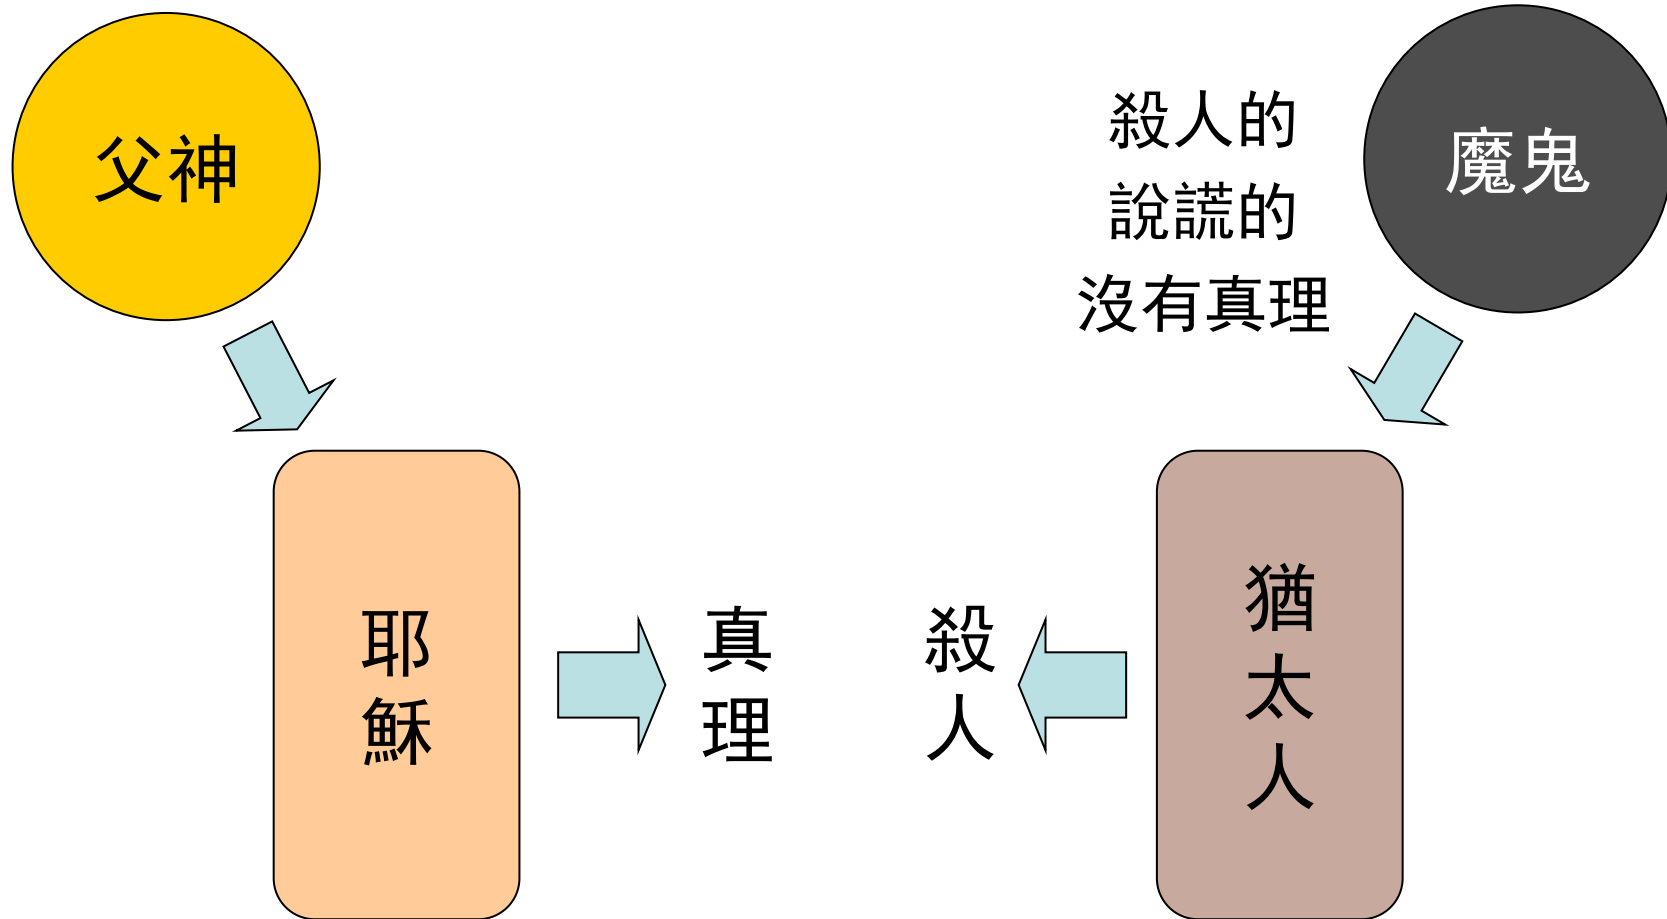 父神
殺人的
說謊的
沒有真理
魔鬼
耶穌
真理
殺人
猶太人